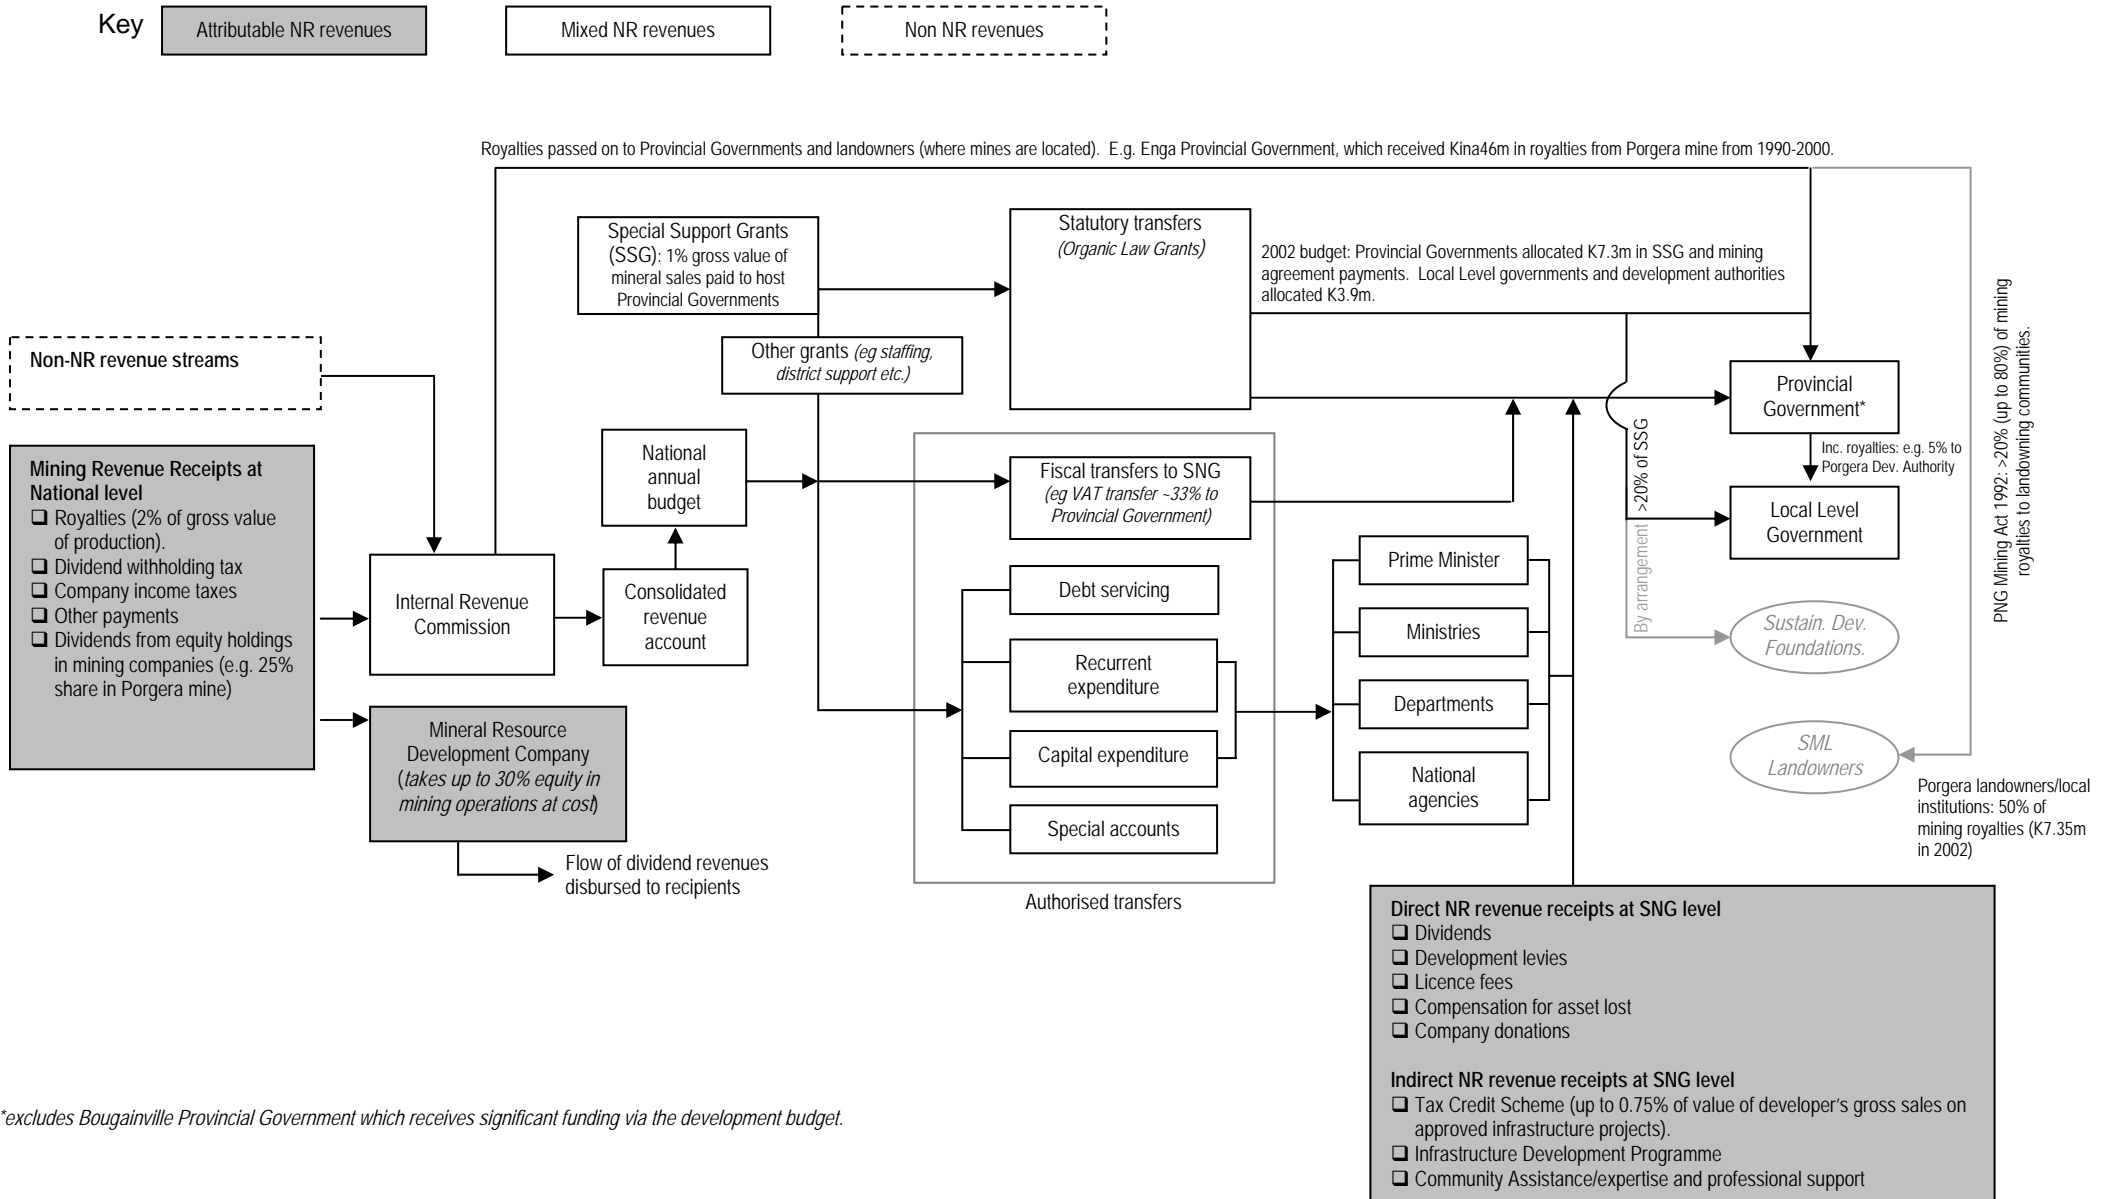 Key
Attributable NR revenues
Mixed NR revenues
Non NR revenues
Royalties passed on to Provincial Governments and landowners (where mines are located). E.g. Enga Provincial Government, which received Kina46m in royalties from Porgera mine from 1990-2000.
Special Support Grants
(SSG): 1% gross value of
mineral sales paid to host
Provincial Governments
Statutory transfers
(Organic Law Grants)
2002 budget: Provincial Governments allocated K7.3m in SSG and mining
agreement payments. Local Level governments and development authorities
allocated K3.9m.
Other grants (eg staffing,
district support etc.)
Non-NR revenue streams
Mining Revenue Receipts at
National level
❑ Royalties (2% of gross value
of production).
❑ Dividend withholding tax
❑ Company income taxes
❑ Other payments
❑ Dividends from equity holdings
in mining companies (e.g. 25%
share in Porgera mine)
Internal Revenue
Commission
Consolidated
revenue
account
National
annual
budget
Mineral Resource
Development Company
(takes up to 30% equity in
mining operations at cost)
Flow of dividend revenues
disbursed to recipients
Fiscal transfers to SNG
(eg VAT transfer ~33% to
Provincial Government)
Debt servicing
Recurrent
expenditure
Capital expenditure
Special accounts
Authorised transfers
Prime Minister
Ministries
Departments
National
agencies
Provincial
Government*
Inc. royalties: e.g. 5% to
Porgera Dev. Authority
Local Level
Government
By arrangement >20% of SSG
Sustain. Dev.
Foundations.
SML
Landowners
PNG Mining Act 1992: >20% (up to 80%) of mining
royalties to landowning communities.
Porgera landowners/local
institutions: 50% of
mining royalties (K7.35m
in 2002)
Direct NR revenue receipts at SNG level
❑ Dividends
❑ Development levies
❑ Licence fees
❑ Compensation for asset lost
❑ Company donations
Indirect NR revenue receipts at SNG level
❑ Tax Credit Scheme (up to 0.75% of value of developer's gross sales on
approved infrastructure projects).
❑ Infrastructure Development Programme
❑ Community Assistance/expertise and professional support
*excludes Bougainville Provincial Government which receives significant funding via the development budget.